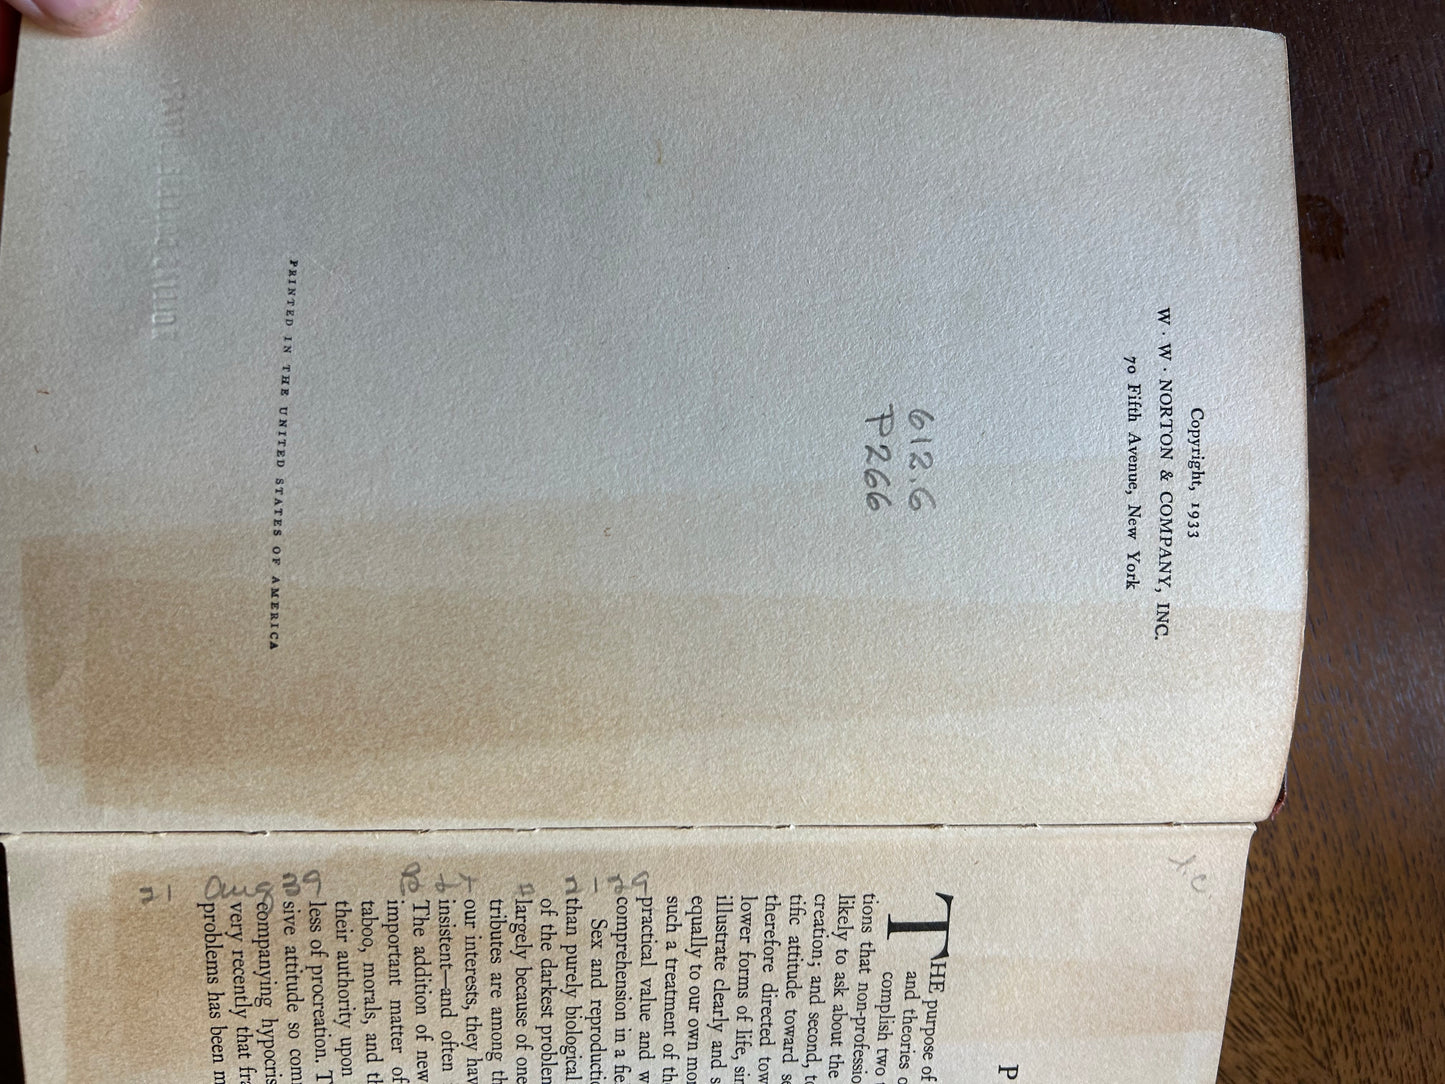 Copyright, 1933
W · W · NORTON & COMPANY, INC.
70 Fifth Avenue, New York
612.6
P266
PRINTED IN THE UNITED STATES OF AMERICA
P
THE purpose of
and theories
complish two
tions that non-professio
likely to ask about the
creation; and second, t
tific attitude toward s
therefore directed tow
lower forms of life, sin
illustrate clearly and s
equally to our own mo
such a treatment of th
practical value and w
comprehension in a fie
Sex and reproducti
than purely biological
of the darkest problem
largely because of one
tributes are among th
our interests, they hav
insistent—and often
The addition of new
important matter of
taboo, morals, and th
their authority upon
less of procreation. T
sive attitude so com
companying hypocris
very recently that fra
problems has been m